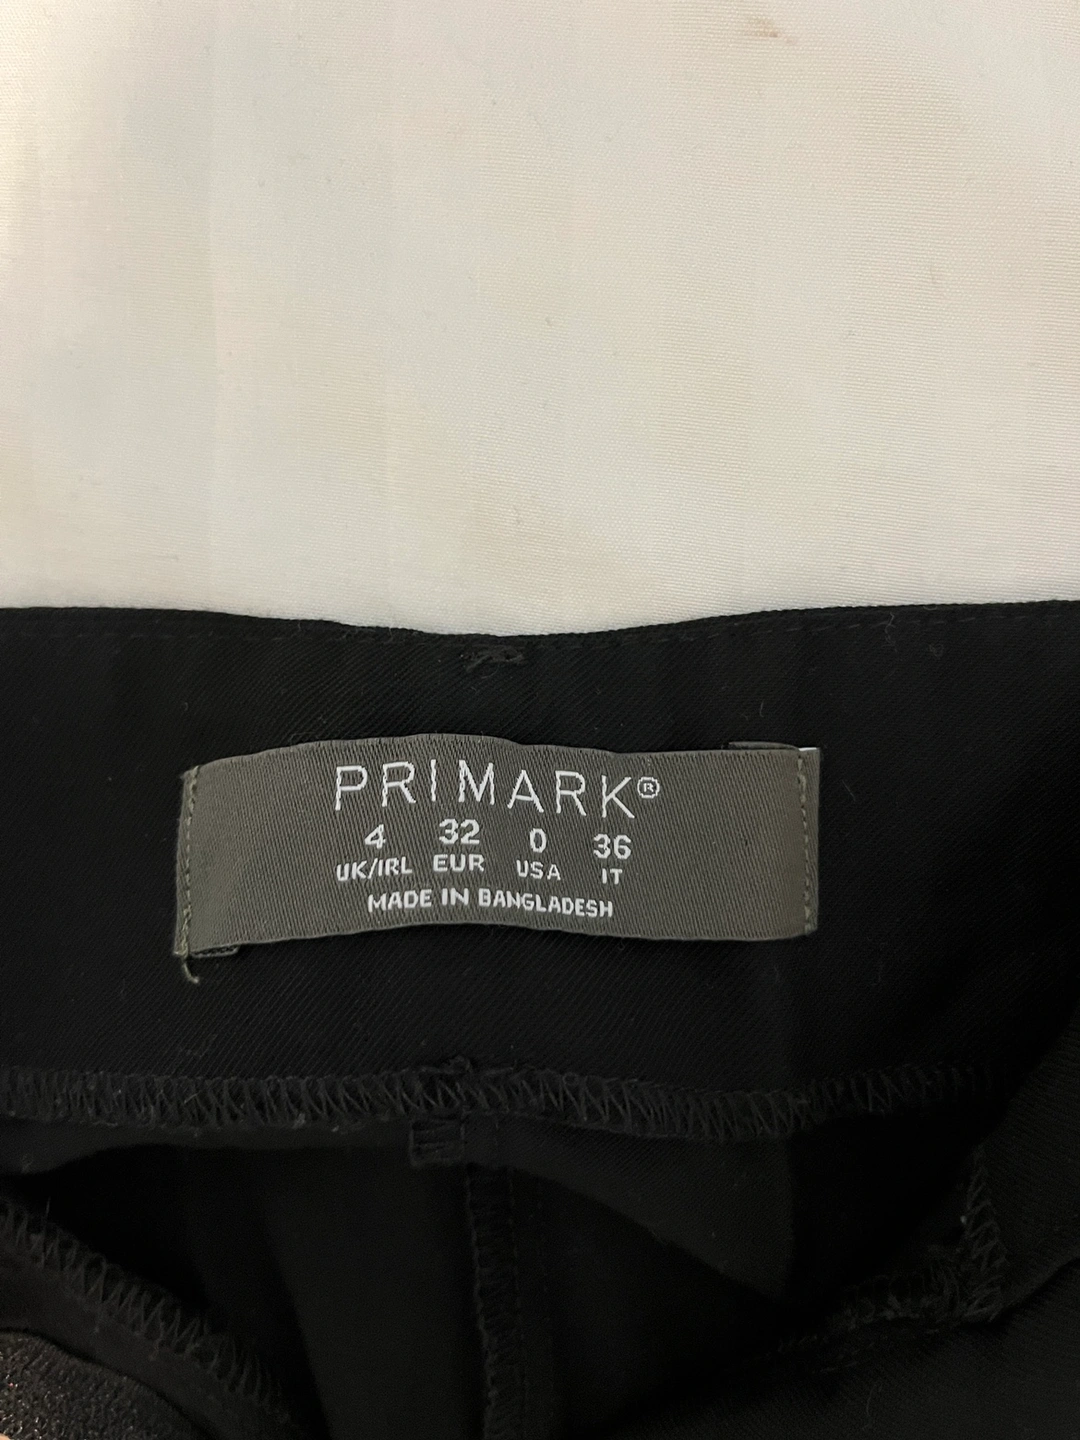 PRIMARK®
4 32 0 36
UK/IRL EUR USA IT
MADE IN BANGLADESH